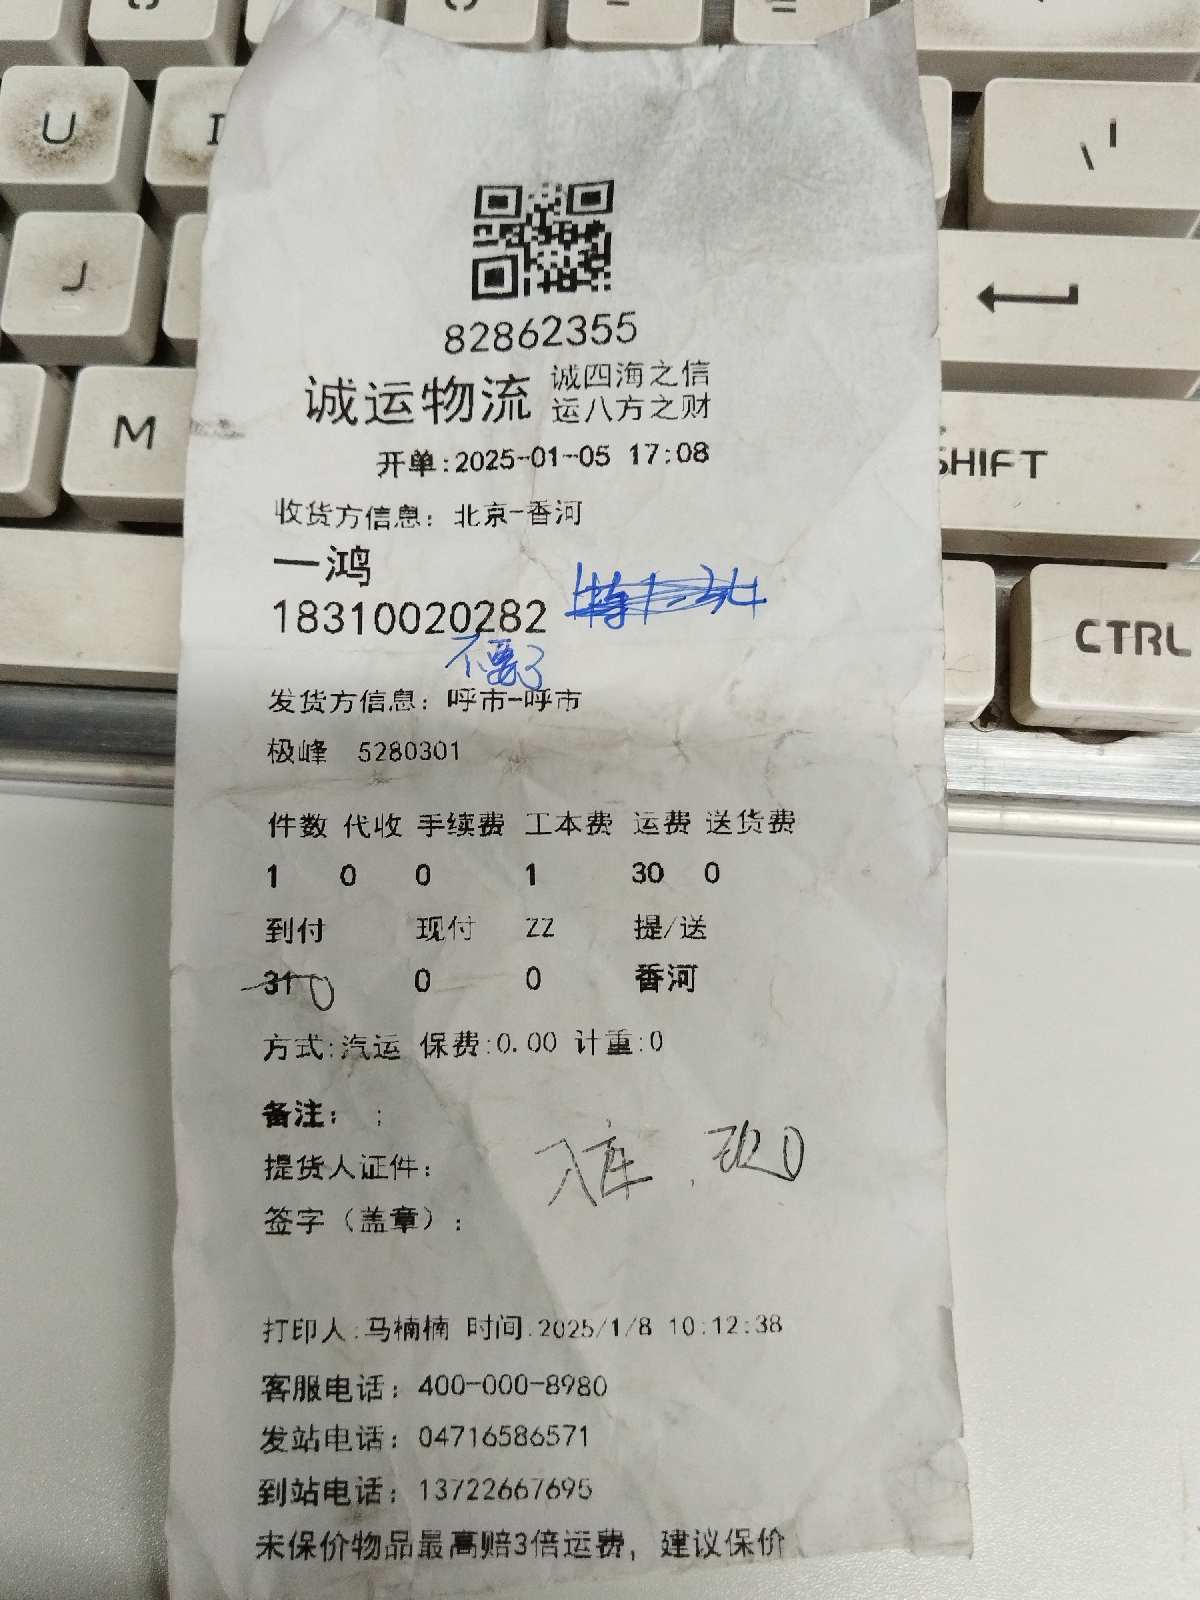 U
I
J
M
SHIFT
CTRL
82862355
诚运物流 诚四海之信
运八方之财
开单:2025-01-05 17:08
收货方信息：北京-香河
一鸿
18310020282
不要了
发货方信息：呼市-呼市
极峰 5280301
件数 代收 手续费 工本费 运费 送货费
1 0 0 1 30 0
到付 现付 ZZ 提/送
31 0 0 0 香河
方式:汽运 保费:0.00 计重:0
备注： ;
入库.
提货人证件：
签字（盖章）：
打印人:马楠楠 时间:2025/1/8 10:12:38
客服电话：400-000-8980
发站电话：04716586571
到站电话：13722667695
未保价物品最高赔3倍运费，建议保价